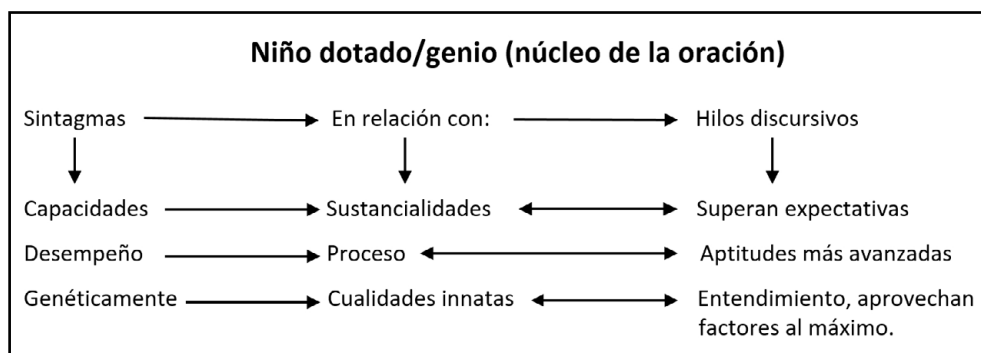 Niño dotado/genio (núcleo de la oración)
Sintagmas En relación con: Hilos discursivos
Capacidades Sustancialidades Superan expectativas
Desempeño Proceso Aptitudes más avanzadas
Genéticamente Cualidades innatas Entendimiento, aprovechan
factores al máximo.